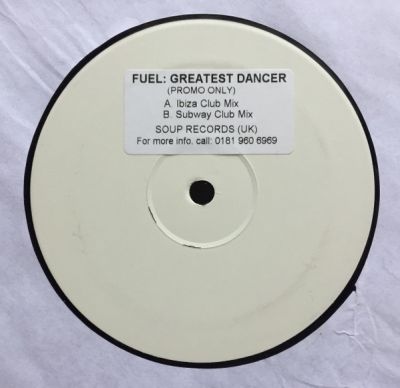 FUEL: GREATEST DANCER
(PROMO ONLY)
A. Ibiza Club Mix
B. Subway Club Mix
SOUP RECORDS (UK)
For more info. call: 0181 960 6969